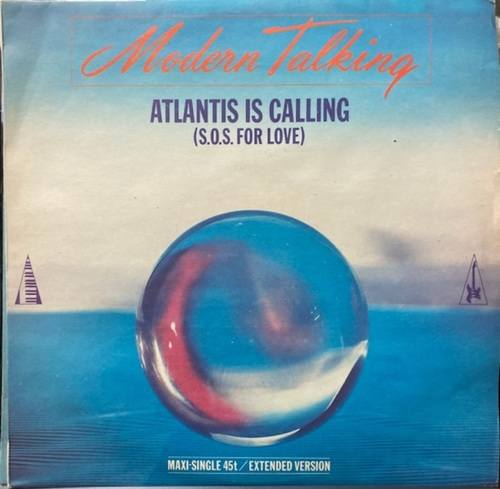 Modern Talking
ATLANTIS IS CALLING
(S.O.S. FOR LOVE)
MAXI-SINGLE 45t/EXTENDED VERSION